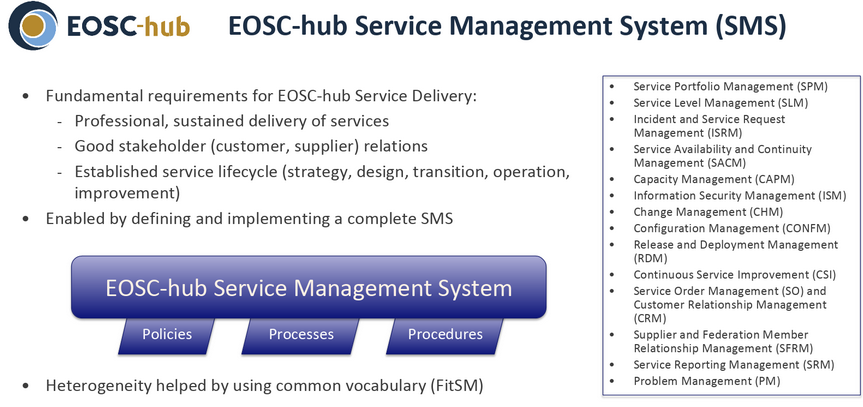 EOSC-hub
EOSC-hub Service Management System (SMS)
• Fundamental requirements for EOSC-hub Service Delivery:
- Professional, sustained delivery of services
- Good stakeholder (customer, supplier) relations
- Established service lifecycle (strategy, design, transition, operation,
improvement)
• Enabled by defining and implementing a complete SMS
EOSC-hub Service Management System
Policies
Processes
Procedures
• Heterogeneity helped by using common vocabulary (FitSM)
• Service Portfolio Management (SPM)
• Service Level Management (SLM)
• Incident and Service Request
Management (ISRM)
• Service Availability and Continuity
Management (SACM)
• Capacity Management (CAPM)
• Information Security Management (ISM)
• Change Management (CHM)
• Configuration Management (CONFM)
• Release and Deployment Management
(RDM)
• Continuous Service Improvement (CSI)
• Service Order Management (SO) and
Customer Relationship Management
(CRM)
• Supplier and Federation Member
Relationship Management (SFRM)
• Service Reporting Management (SRM)
• Problem Management (PM)